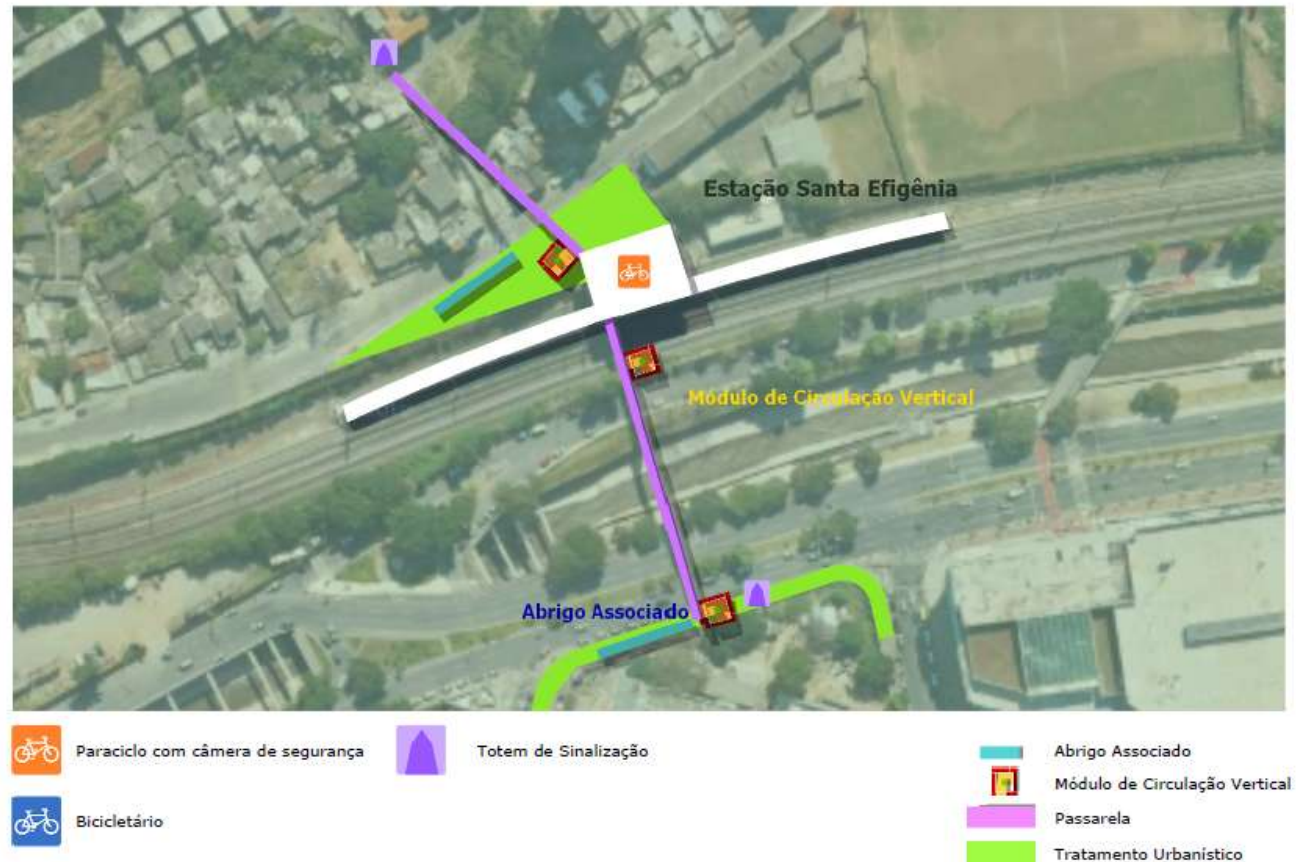 Estação Santa Efigênia
Módulo de Circulação Vertical
Abrigo Associado
Paraciclo com câmera de segurança
Totem de Sinalização
Bicicletário
Abrigo Associado
Módulo de Circulação Vertical
Passarela
Tratamento Urbanístico